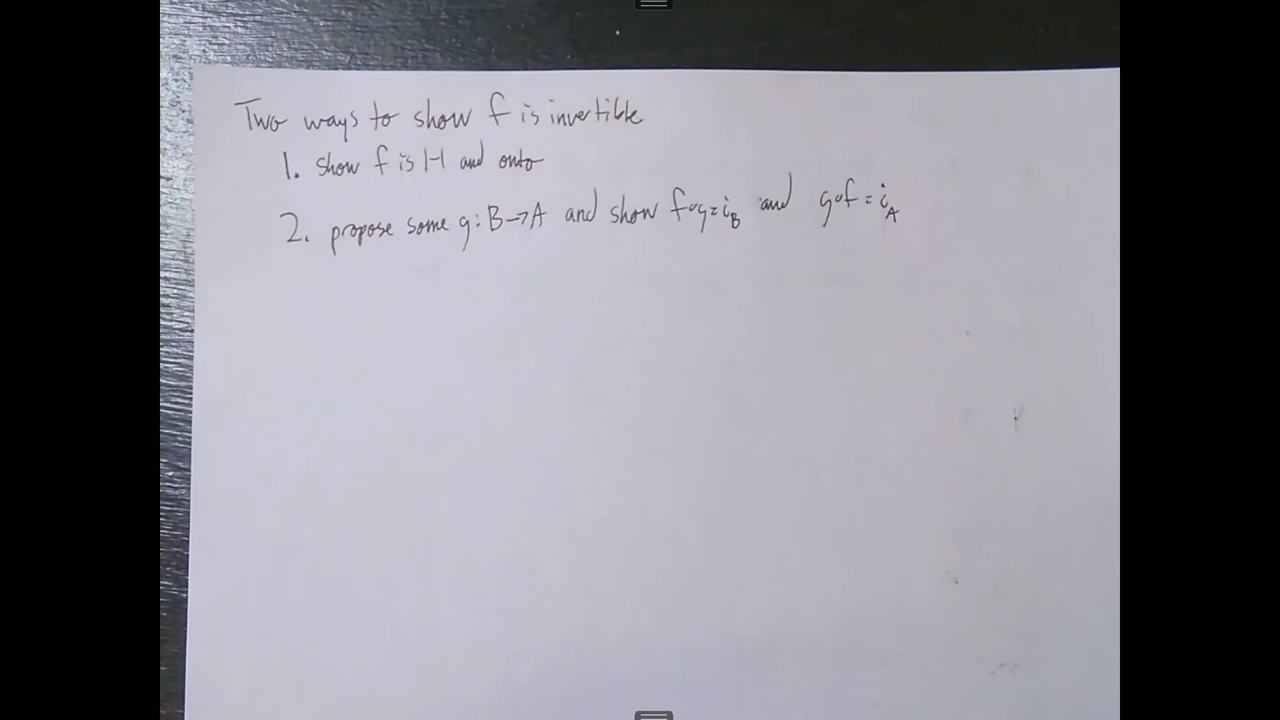 Two ways to show f is invertible
1. show f is 1-1 and onto
2. propose some g: B→A and show f∘g = i_B and g∘f = i_A